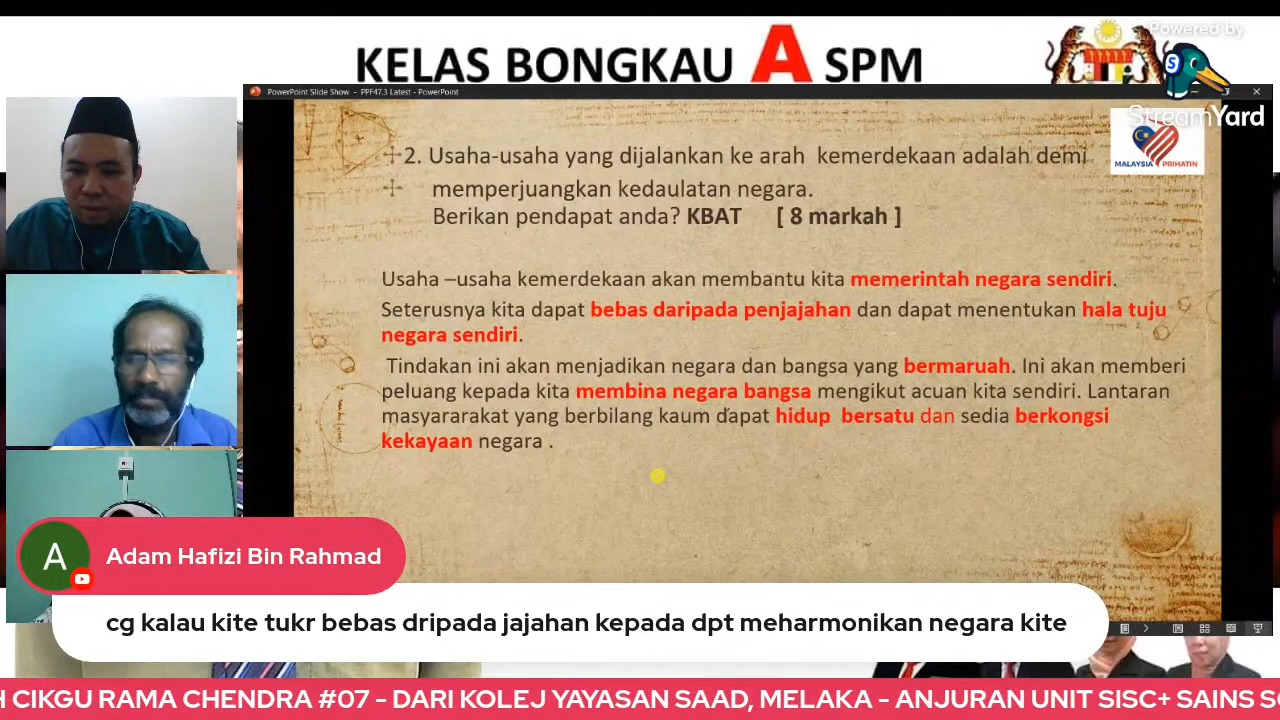 KELAS BONGKAU A SPM
Powered by
StreamYard
PowerPoint Slide Show - PPF47.3 Latest - PowerPoint
MALAYSIA PRIHATIN
2. Usaha-usaha yang dijalankan ke arah kemerdekaan adalah demi
memperjuangkan kedaulatan negara.
Berikan pendapat anda? KBAT [ 8 markah ]
Usaha –usaha kemerdekaan akan membantu kita memerintah negara sendiri.
Seterusnya kita dapat bebas daripada penjajahan dan dapat menentukan hala tuju
negara sendiri.
Tindakan ini akan menjadikan negara dan bangsa yang bermaruah. Ini akan memberi
peluang kepada kita membina negara bangsa mengikut acuan kita sendiri. Lantaran
masyararakat yang berbilang kaum dapat hidup bersatu dan sedia berkongsi
kekayaan negara .
A
Adam Hafizi Bin Rahmad
cg kalau kite tukr bebas dripada jajahan kepada dpt meharmonikan negara kite
H CIKGU RAMA CHENDRA #07 - DARI KOLEJ YAYASAN SAAD, MELAKA - ANJURAN UNIT SISC+ SAINS